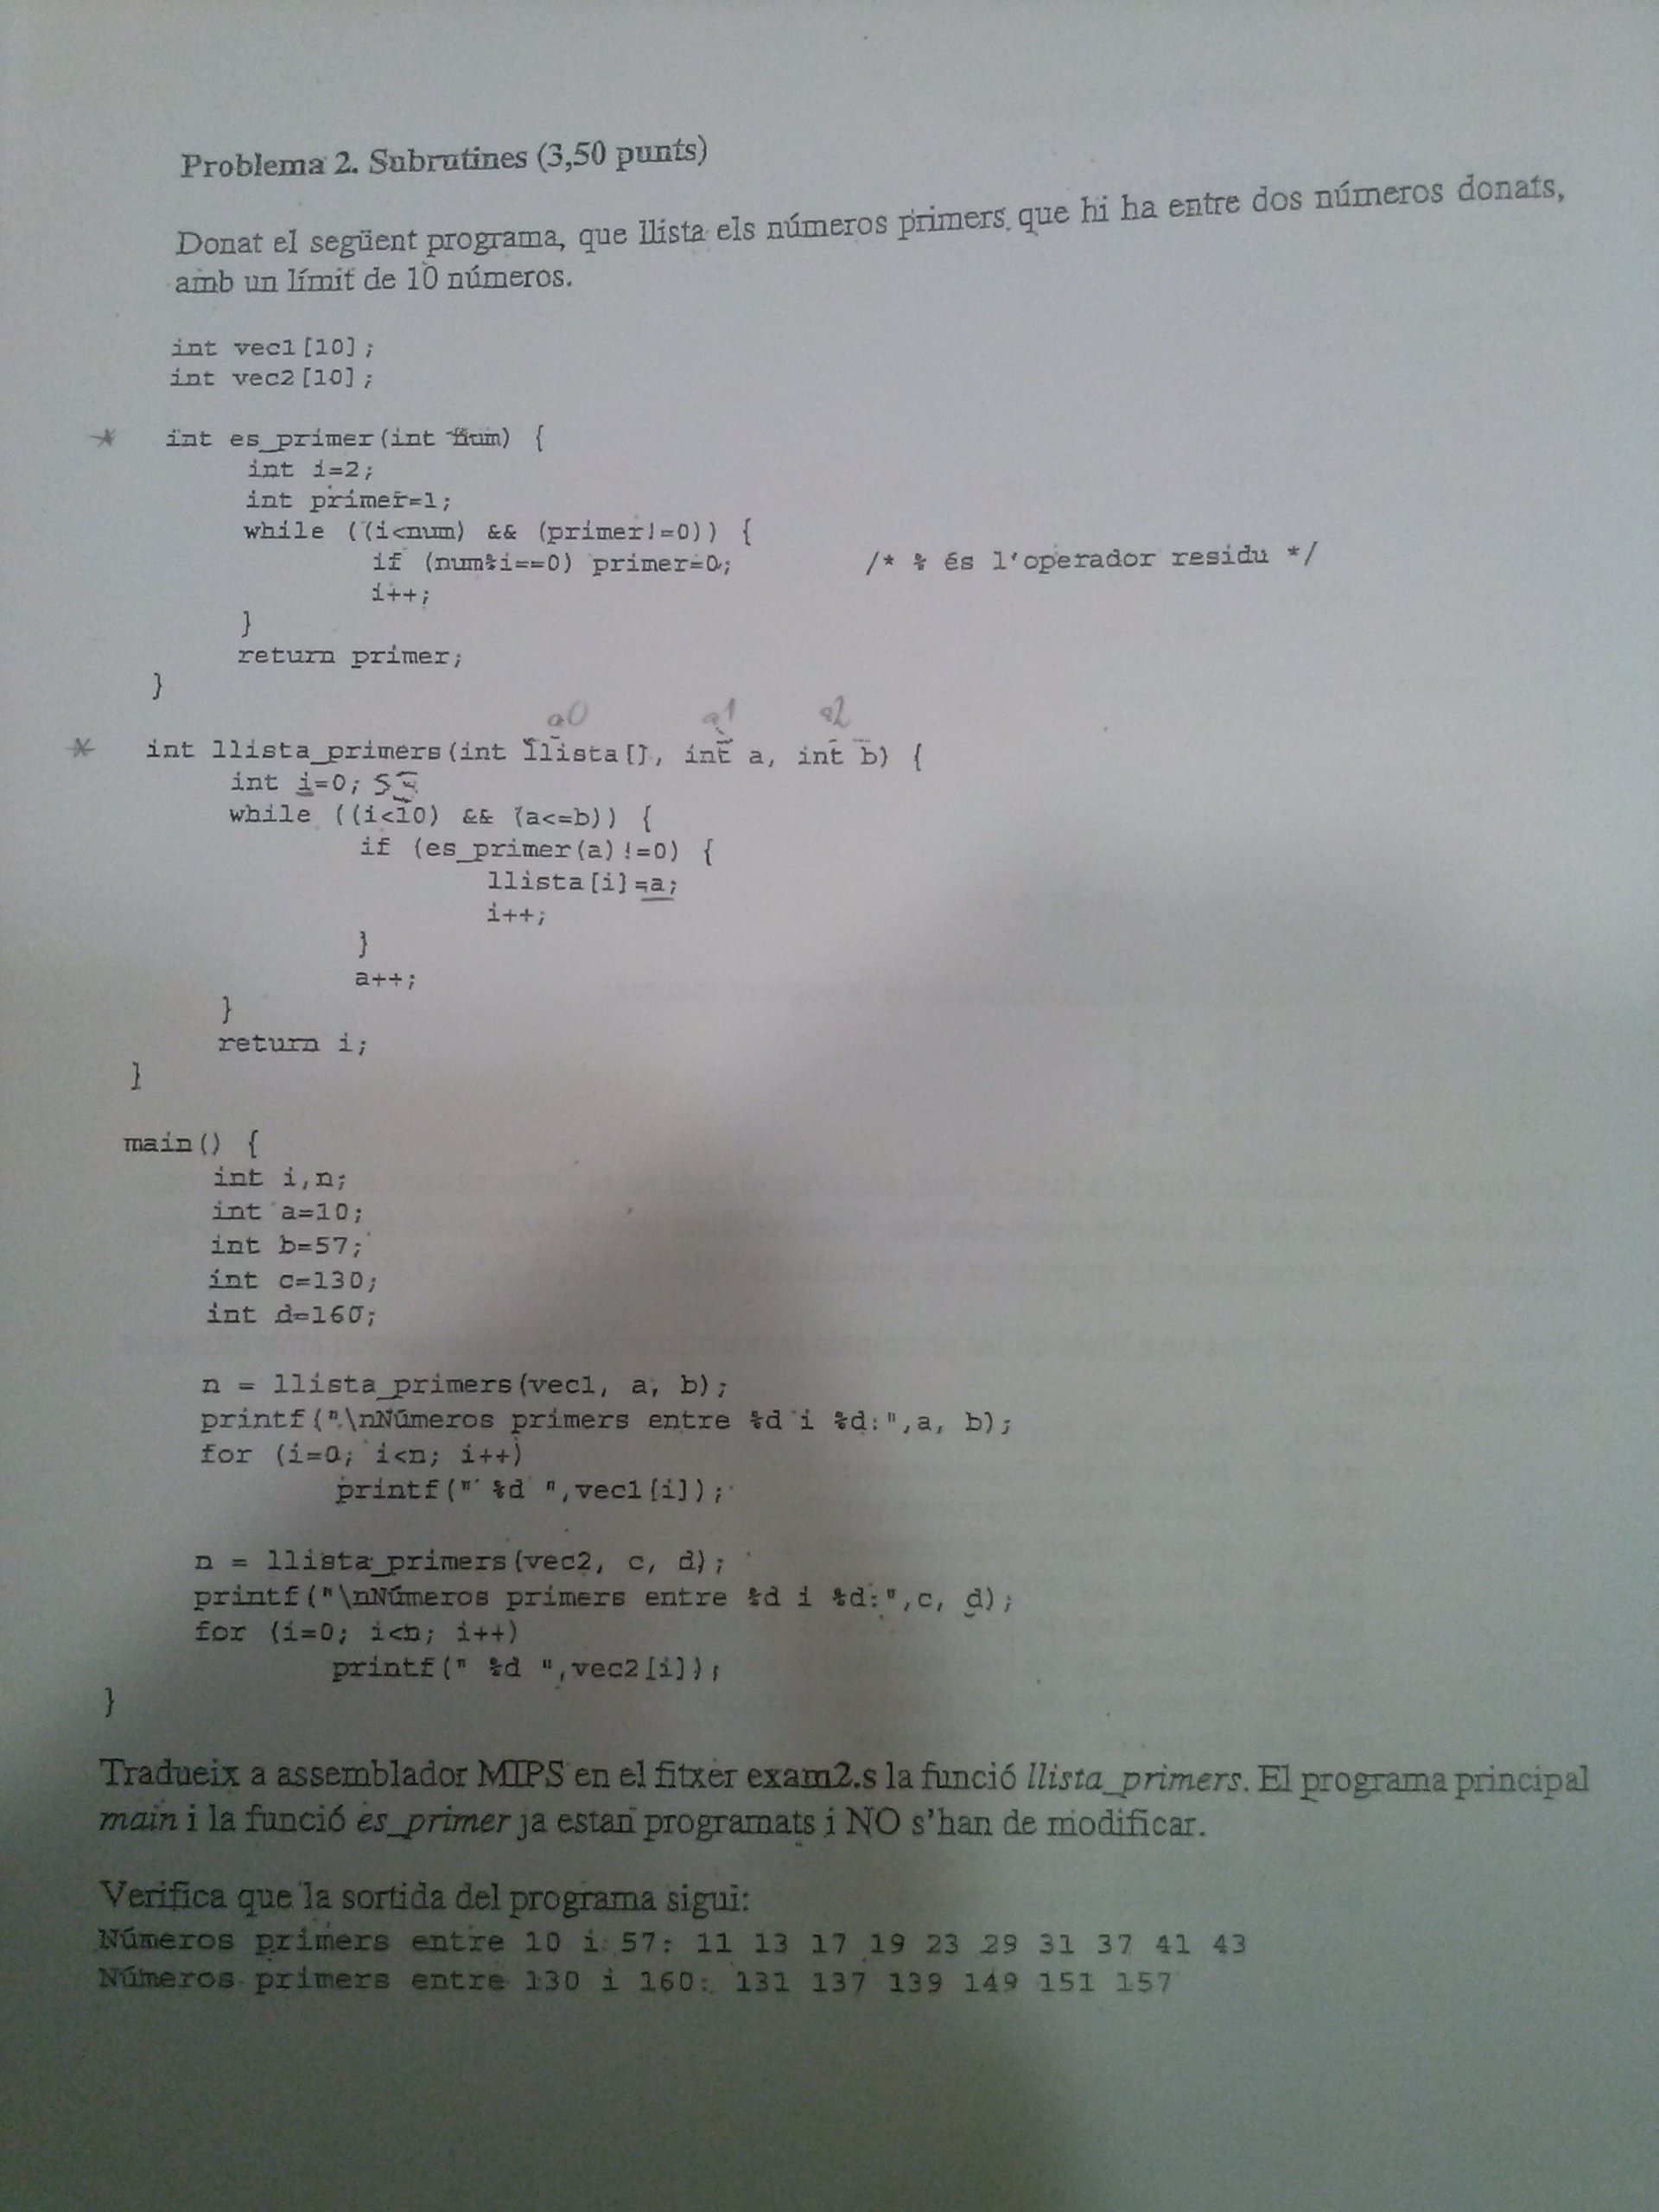 Problema 2. Subrutines (3,50 punts)
Donat el següent programa, que llista els números primers que hi ha entre dos números donats,
amb un límit de 10 números.
int vec1[10];
int vec2[10];
* int es_primer(int num) {
int i=2;
int primer=1;
while ((i<num) && (primer!=0)) {
if (num%i==0) primer=0; /* % és l'operador residu */
i++;
}
return primer;
}
a0 a1 a2
* int llista_primers(int llista[], int a, int b) {
int i=0;
while ((i<10) && (a<=b)) {
if (es_primer(a)!=0) {
llista[i]=a;
i++;
}
a++;
}
return i;
}
main() {
int i,n;
int a=10;
int b=57;
int c=130;
int d=160;
n = llista_primers(vec1, a, b);
printf("\nNúmeros primers entre %d i %d:",a, b);
for (i=0; i<n; i++)
printf(" %d ",vec1[i]);
n = llista_primers(vec2, c, d);
printf("\nNúmeros primers entre %d i %d:",c, d);
for (i=0; i<n; i++)
printf(" %d ",vec2[i]);
}
Tradueix a assemblador MIPS en el fitxer exam2.s la funció llista_primers. El programa principal
main i la funció es_primer ja estan programats i NO s'han de modificar.
Verifica que la sortida del programa sigui:
Números primers entre 10 i 57: 11 13 17 19 23 29 31 37 41 43
Números primers entre 130 i 160: 131 137 139 149 151 157